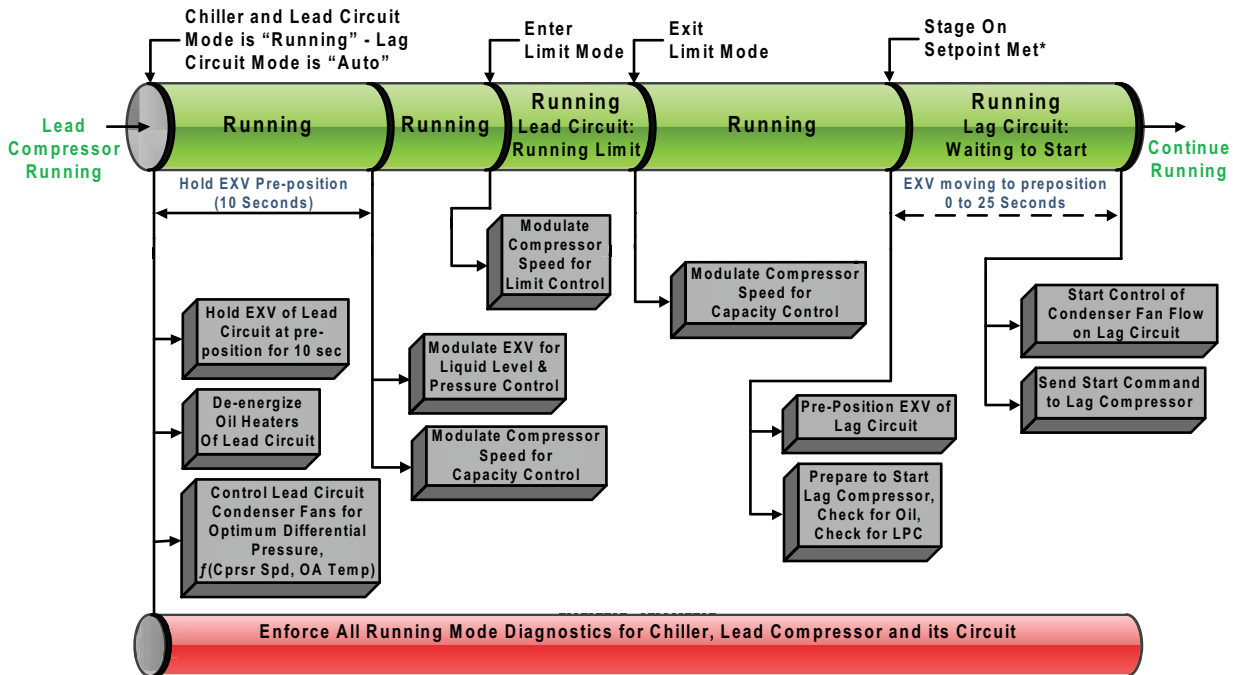 Chiller and Lead Circuit
Mode is “Running” - Lag
Circuit Mode is “Auto”
Enter
Limit Mode
Exit
Limit Mode
Stage On
Setpoint Met*
Lead
Compressor
Running
Running
Running
Running
Lead Circuit:
Running Limit
Running
Running
Lag Circuit:
Waiting to Start
Continue
Running
Hold EXV Pre-position
(10 Seconds)
EXV moving to preposition
0 to 25 Seconds
Modulate
Compressor
Speed for
Limit Control
Modulate Compressor
Speed for
Capacity Control
Hold EXV of Lead
Circuit at pre-
position for 10 sec
Modulate EXV for
Liquid Level &
Pressure Control
Start Control of
Condenser Fan Flow
on Lag Circuit
De-energize
Oil Heaters
Of Lead Circuit
Modulate Compressor
Speed for
Capacity Control
Pre-Position EXV of
Lag Circuit
Send Start Command
to Lag Compressor
Control Lead Circuit
Condenser Fans for
Optimum Differential
Pressure,
ƒ(Cprsr Spd, OA Temp)
Prepare to Start
Lag Compressor,
Check for Oil,
Check for LPC
Enforce All Running Mode Diagnostics for Chiller, Lead Compressor and its Circuit